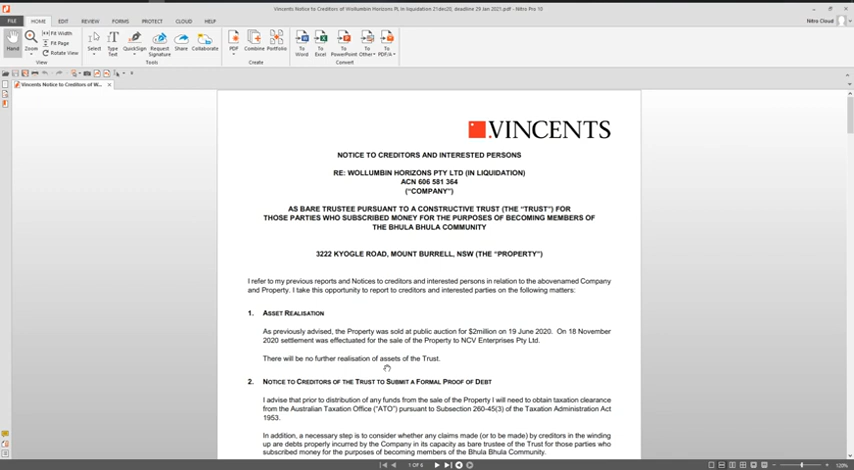 Vincents Notice to Creditors of Wollumbin Horizons PL in liquidation 21dec20, deadline 29 Jan 2021.pdf - Nitro Pro 10
FILE HOME EDIT REVIEW FORMS PROTECT CLOUD HELP
Nitro Cloud
Hand
Zoom
Fit Width
Fit Page
Rotate View
View
Select
Type Text
QuickSign
Request Signature
Share
Collaborate
Tools
PDF
Combine
Portfolio
Create
To Word
To Excel
To PowerPoint
To Other
To PDF/A
Convert
Vincents Notice to Creditors of W...
VINCENTS
NOTICE TO CREDITORS AND INTERESTED PERSONS
RE: WOLLUMBIN HORIZONS PTY LTD (IN LIQUIDATION)
ACN 606 581 364
("COMPANY")
AS BARE TRUSTEE PURSUANT TO A CONSTRUCTIVE TRUST (THE "TRUST") FOR
THOSE PARTIES WHO SUBSCRIBED MONEY FOR THE PURPOSES OF BECOMING MEMBERS OF
THE BHULA BHULA COMMUNITY
3222 KYOGLE ROAD, MOUNT BURRELL, NSW (THE "PROPERTY")
I refer to my previous reports and Notices to creditors and interested persons in relation to the abovenamed Company
and Property. I take this opportunity to report to creditors and interested parties on the following matters:
1. ASSET REALISATION
As previously advised, the Property was sold at public auction for $2million on 19 June 2020. On 18 November
2020 settlement was effectuated for the sale of the Property to NCV Enterprises Pty Ltd.
There will be no further realisation of assets of the Trust.
2. NOTICE TO CREDITORS OF THE TRUST TO SUBMIT A FORMAL PROOF OF DEBT
I advise that prior to distribution of any funds from the sale of the Property I will need to obtain taxation clearance
from the Australian Taxation Office ("ATO") pursuant to Subsection 260-45(3) of the Taxation Administration Act
1953.
In addition, a necessary step is to consider whether any claims made (or to be made) by creditors in the winding
up are debts properly incurred by the Company in its capacity as bare trustee of the Trust for those parties who
subscribed money for the purposes of becoming members of the Bhula Bhula Community.
1 OF 6
120%